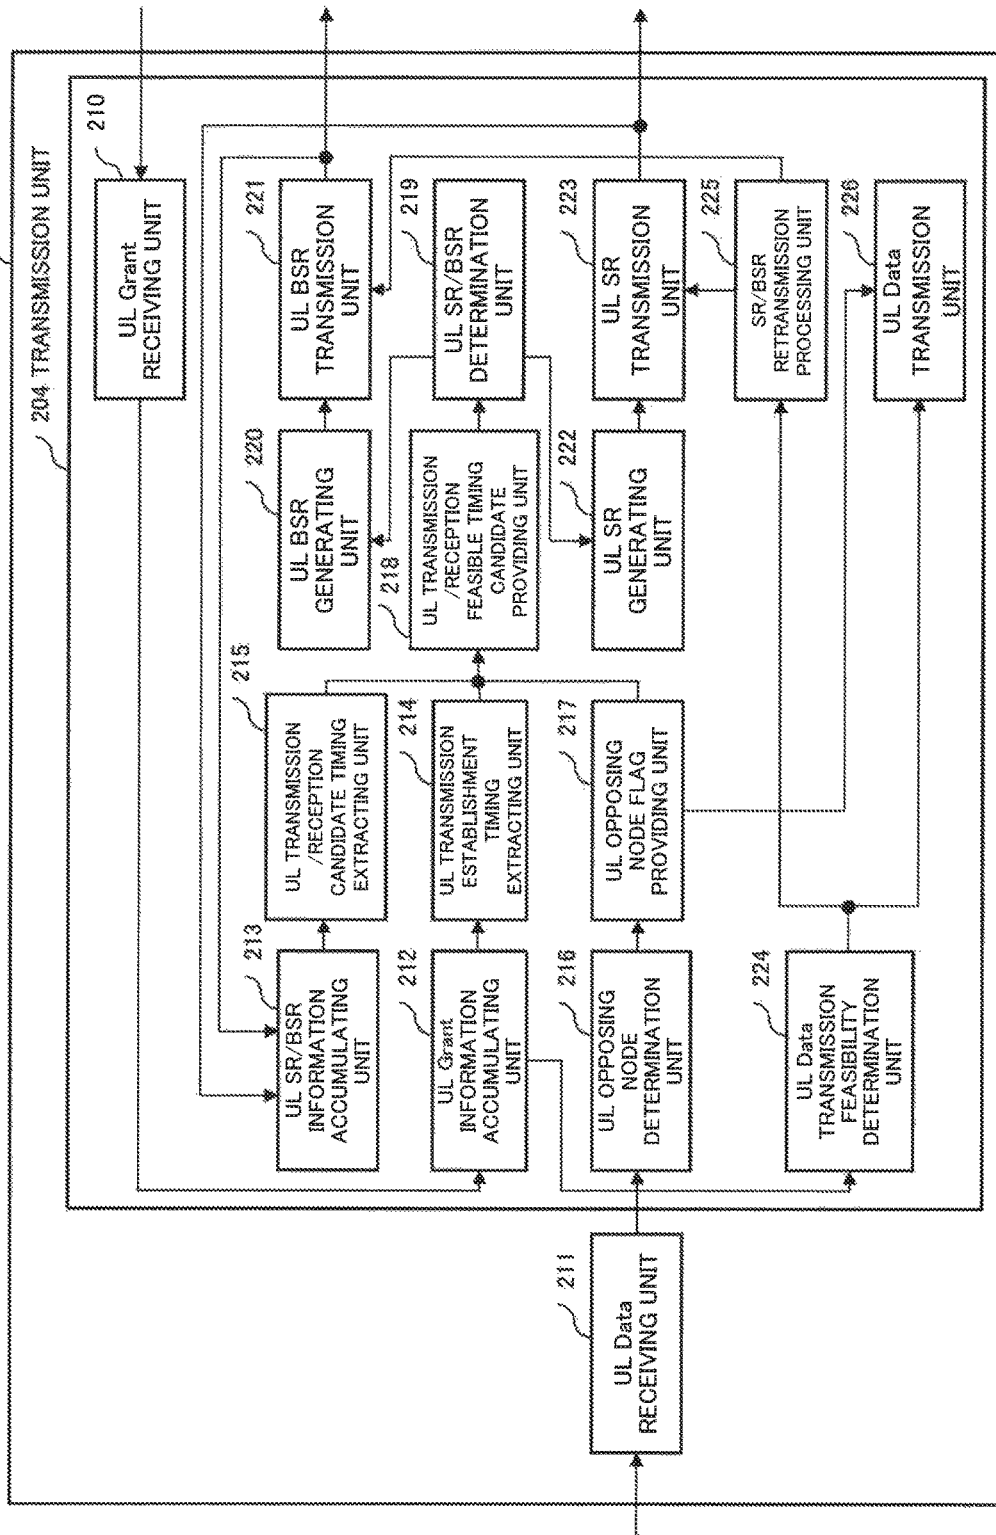 204 TRANSMISSION UNIT
210
UL Grant
RECEIVING UNIT
213
UL SR/BSR
INFORMATION
ACCUMULATING
UNIT
215
UL TRANSMISSION
/RECEPTION
CANDIDATE TIMING
EXTRACTING UNIT
220
UL BSR
GENERATING
UNIT
221
UL BSR
TRANSMISSION
UNIT
212
UL Grant
INFORMATION
ACCUMULATING
UNIT
214
UL TRANSMISSION
ESTABLISHMENT
TIMING
EXTRACTING UNIT
218
UL TRANSMISSION
/RECEPTION
FEASIBLE TIMING
CANDIDATE
PROVIDING UNIT
219
UL SR/BSR
DETERMINATION
UNIT
211
UL Data
RECEIVING UNIT
216
UL OPPOSING
NODE
DETERMINATION
UNIT
217
UL OPPOSING
NODE FLAG
PROVIDING UNIT
222
UL SR
GENERATING
UNIT
223
UL SR
TRANSMISSION
UNIT
224
UL Data
TRANSMISSION
FEASIBILITY
DETERMINATION
UNIT
225
SR/BSR
RETRANSMISSION
PROCESSING UNIT
226
UL Data
TRANSMISSION
UNIT